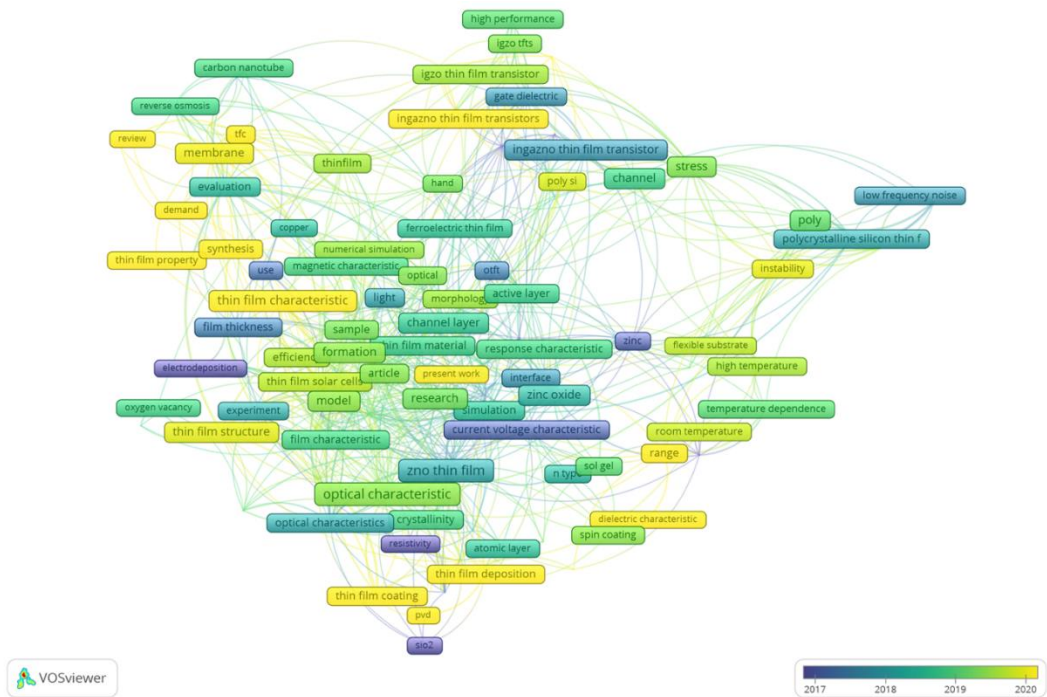 high performance
igzo tfts
carbon nanotube
igzo thin film transistor
gate dielectric
reverse osmosis
ingazno thin film transistors
tfc
review
membrane
ingazno thin film transistor
thinfilm
stress
channel
poly si
hand
evaluation
low frequency noise
demand
poly
copper
ferroelectric thin film
polycrystalline silicon thin f
synthesis
numerical simulation
thin film property
use
magnetic characteristic
otft
instability
optical
active layer
thin film characteristic
light
morphology
film thickness
sample
channel layer
zinc
thin film material
flexible substrate
response characteristic
formation
efficienc
electrodeposition
article
present work
interface
high temperature
thin film solar cells
zinc oxide
model
research
oxygen vacancy
experiment
simulation
temperature dependence
thin film structure
current voltage characteristic
room temperature
film characteristic
range
zno thin film
sol gel
n type
optical characteristic
optical characteristics
crystallinity
dielectric characteristic
spin coating
resistivity
atomic layer
thin film deposition
thin film coating
pvd
sio2
VOSviewer
2017 2018 2019 2020